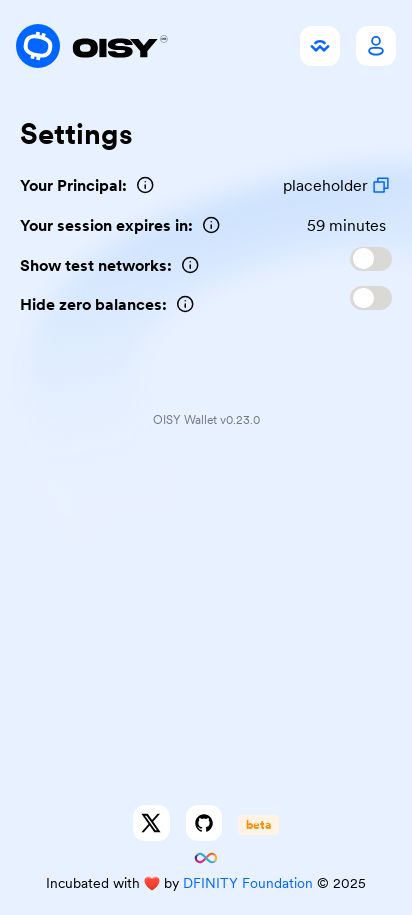 OISY
Settings
Your Principal: placeholder
Your session expires in: 59 minutes
Show test networks:
Hide zero balances:
OISY Wallet v0.23.0
beta
Incubated with ❤️ by DFINITY Foundation © 2025